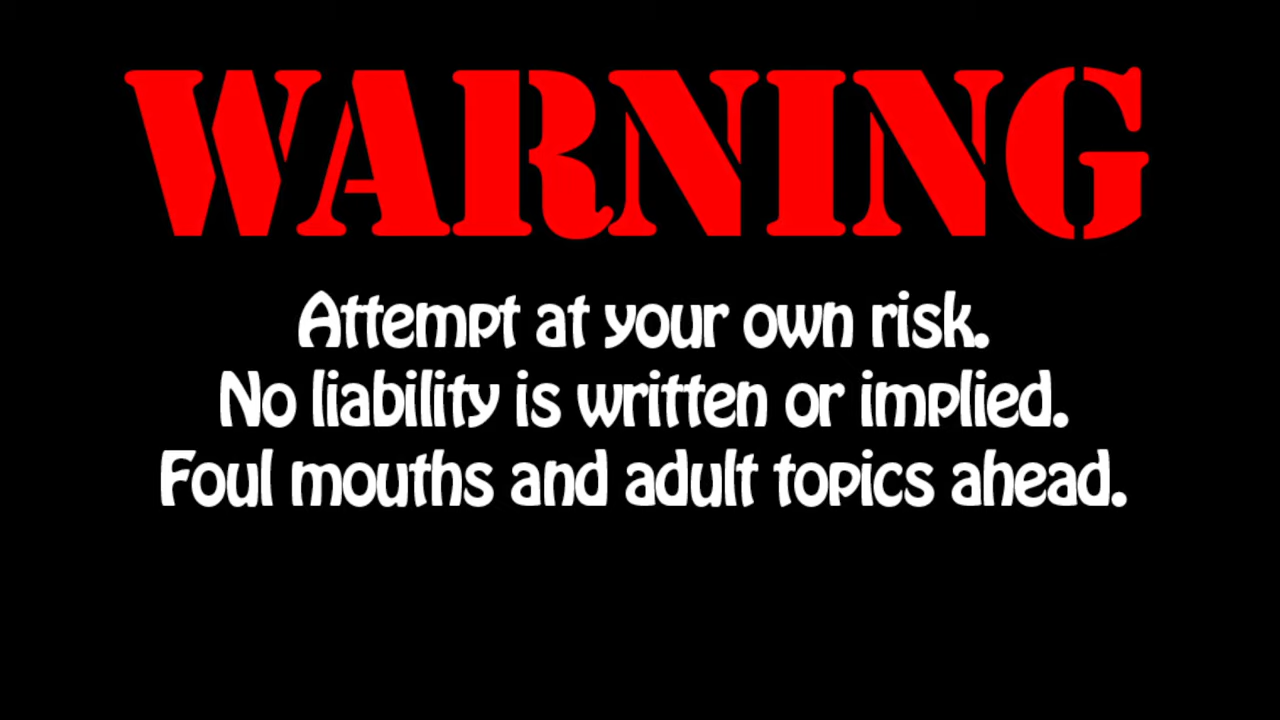 WARNING
Attempt at your own risk.
No liability is written or implied.
Foul mouths and adult topics ahead.